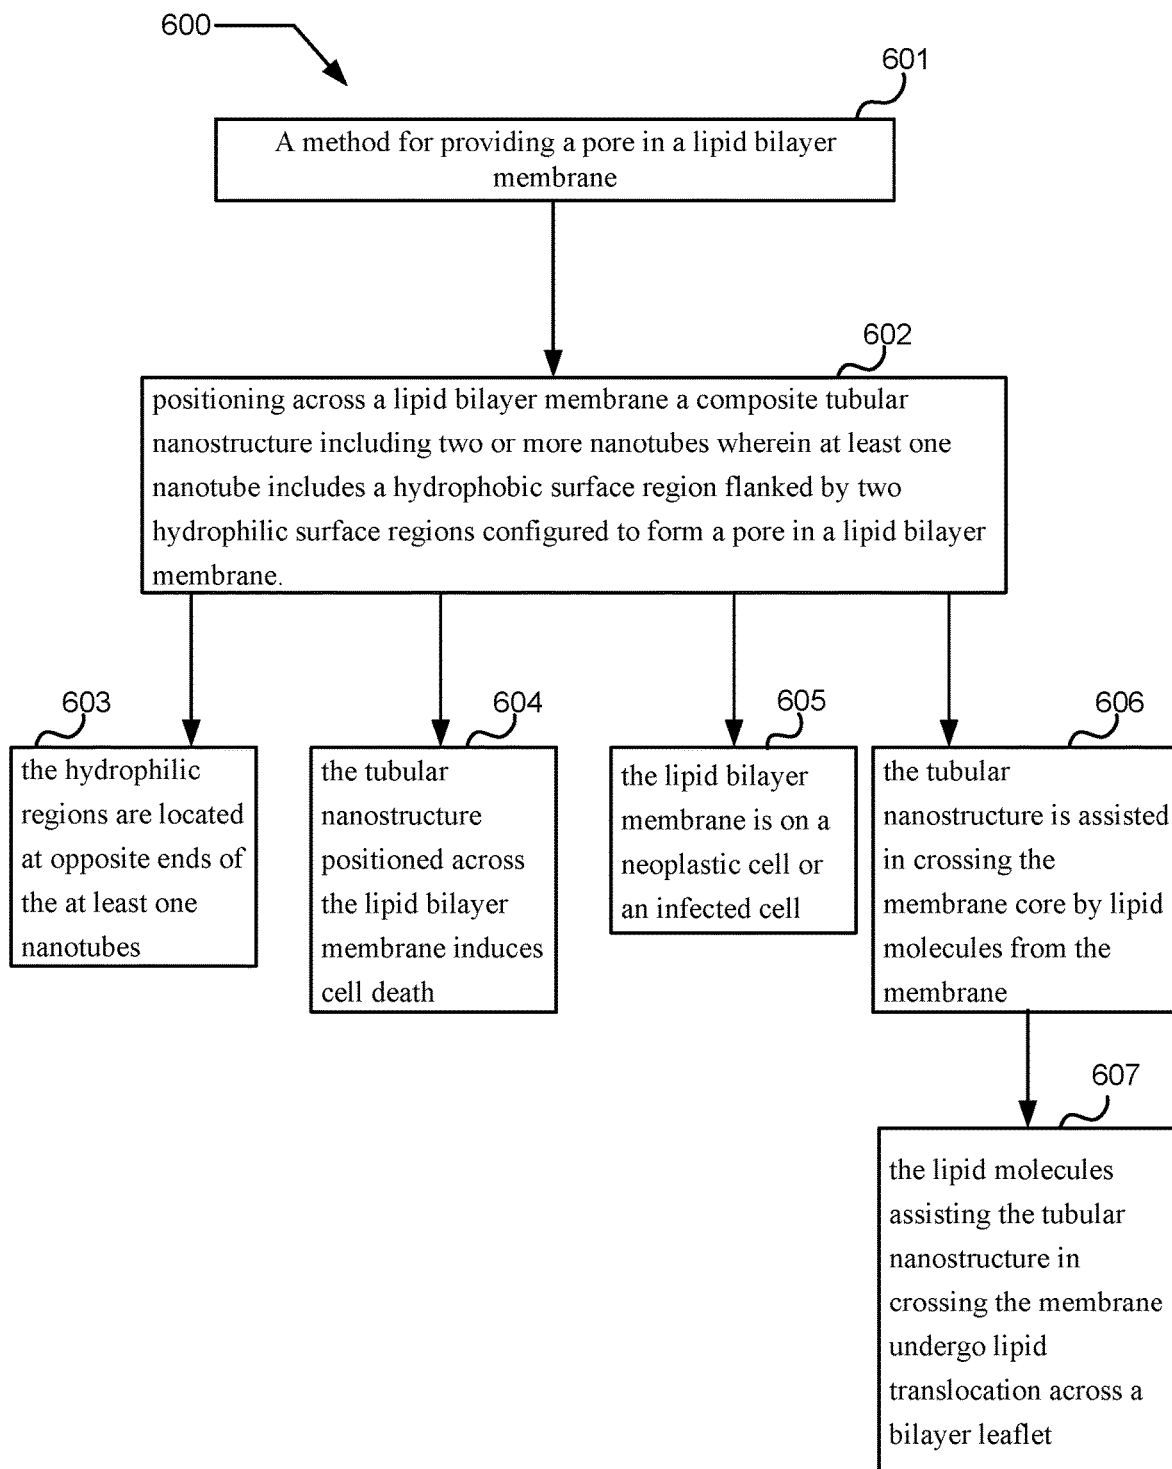 600
601
A method for providing a pore in a lipid bilayer
membrane
602
positioning across a lipid bilayer membrane a composite tubular
nanostructure including two or more nanotubes wherein at least one
nanotube includes a hydrophobic surface region flanked by two
hydrophilic surface regions configured to form a pore in a lipid bilayer
membrane.
603
the hydrophilic
regions are located
at opposite ends of
the at least one
nanotubes
604
the tubular
nanostructure
positioned across
the lipid bilayer
membrane induces
cell death
605
the lipid bilayer
membrane is on a
neoplastic cell or
an infected cell
606
the tubular
nanostructure is assisted
in crossing the
membrane core by lipid
molecules from the
membrane
607
the lipid molecules
assisting the tubular
nanostructure in
crossing the membrane
undergo lipid
translocation across a
bilayer leaflet